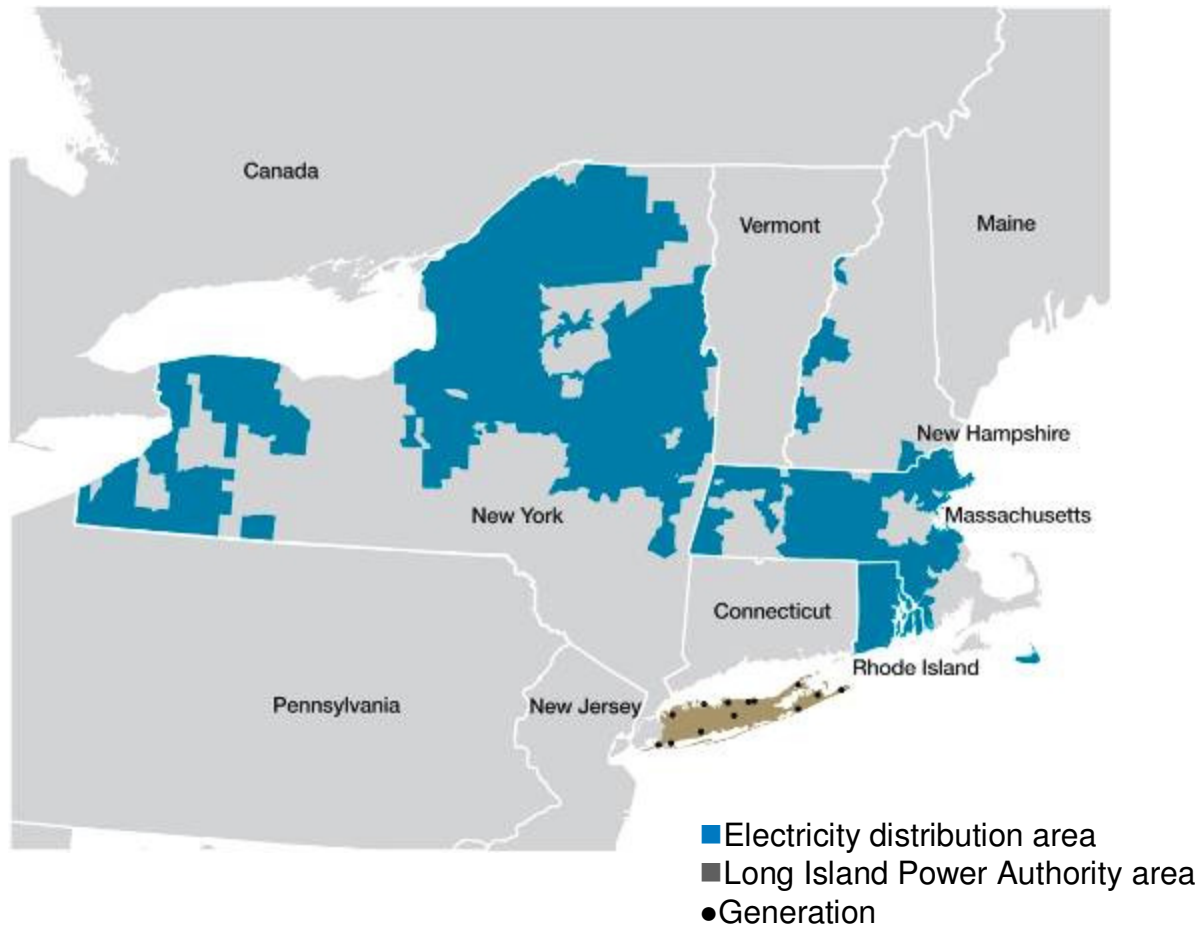 Canada
Vermont
Maine
New Hampshire
New York
Massachusetts
Connecticut
Rhode Island
Pennsylvania
New Jersey
Electricity distribution area
Long Island Power Authority area
Generation